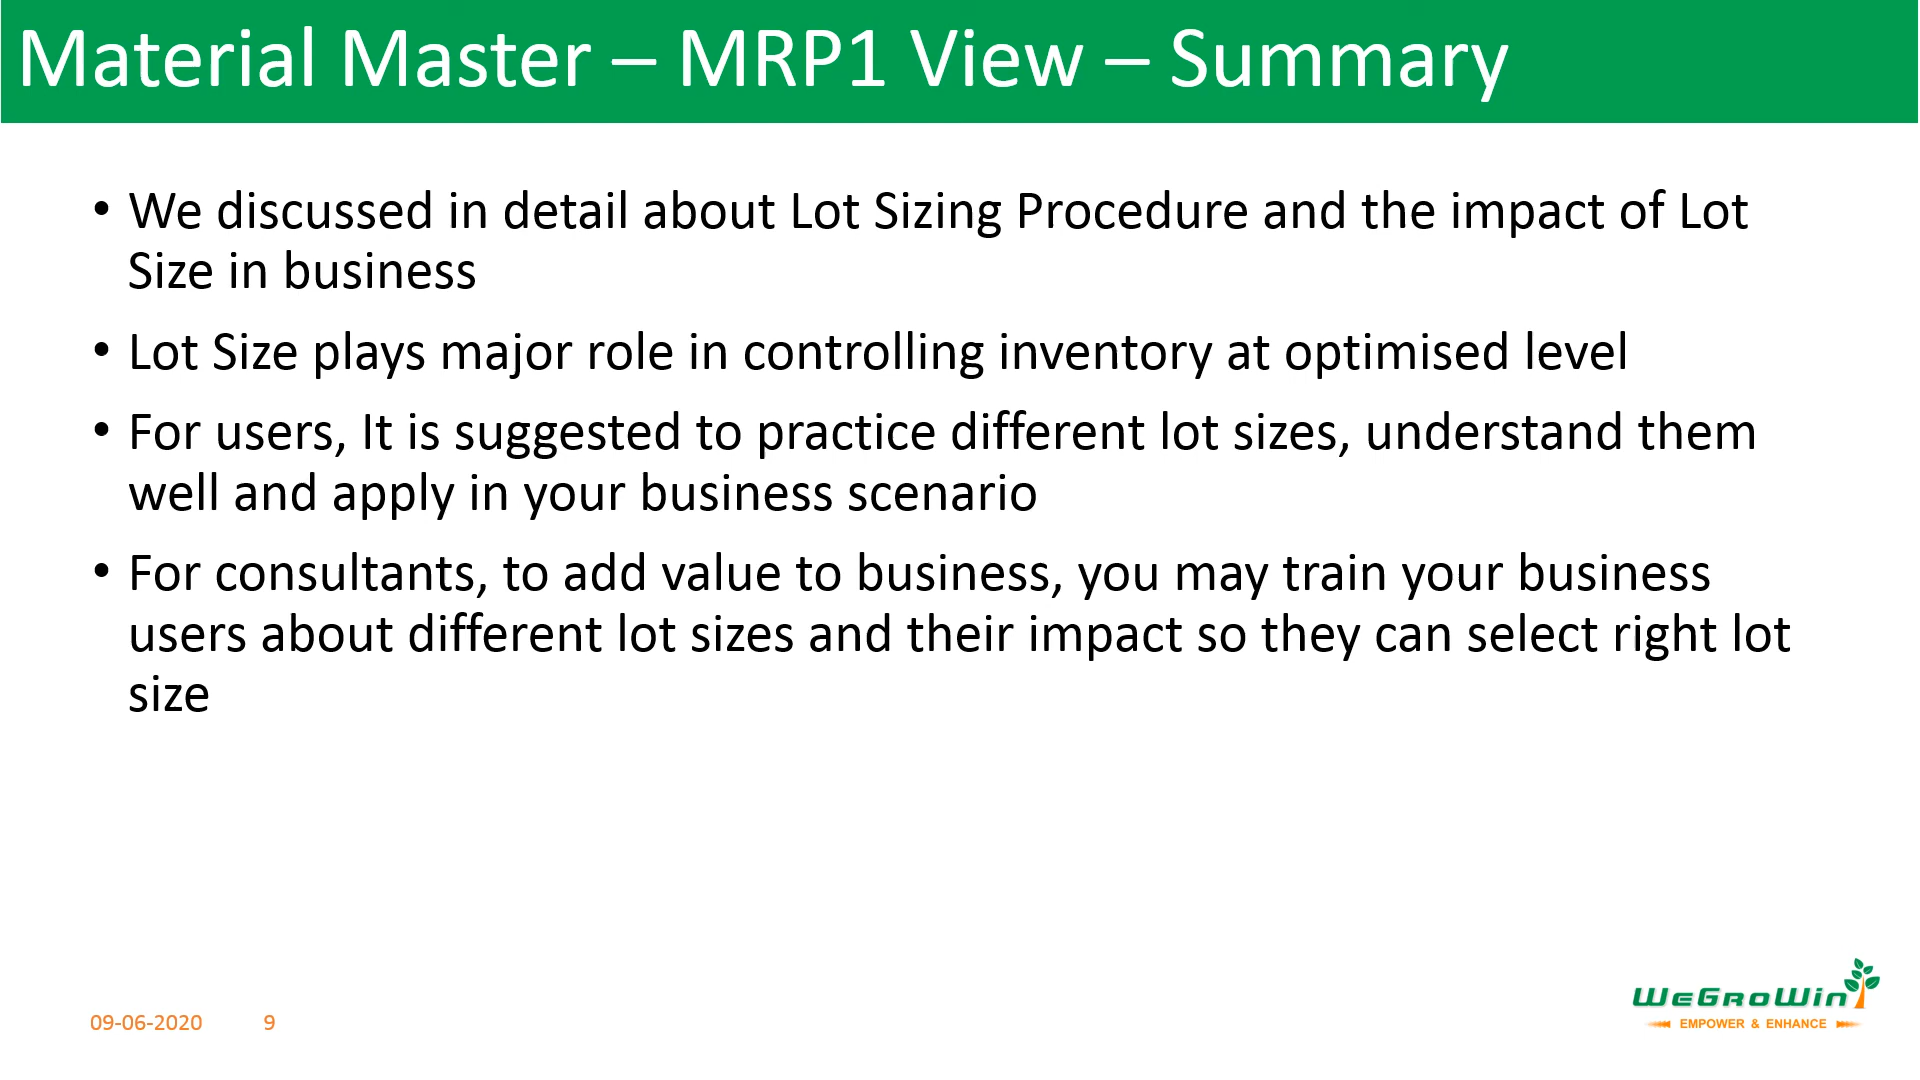 Material Master – MRP1 View – Summary
• We discussed in detail about Lot Sizing Procedure and the impact of Lot
Size in business
• Lot Size plays major role in controlling inventory at optimised level
• For users, It is suggested to practice different lot sizes, understand them
well and apply in your business scenario
• For consultants, to add value to business, you may train your business
users about different lot sizes and their impact so they can select right lot
size
09-06-2020 9
WeGroWin
EMPOWER & ENHANCE